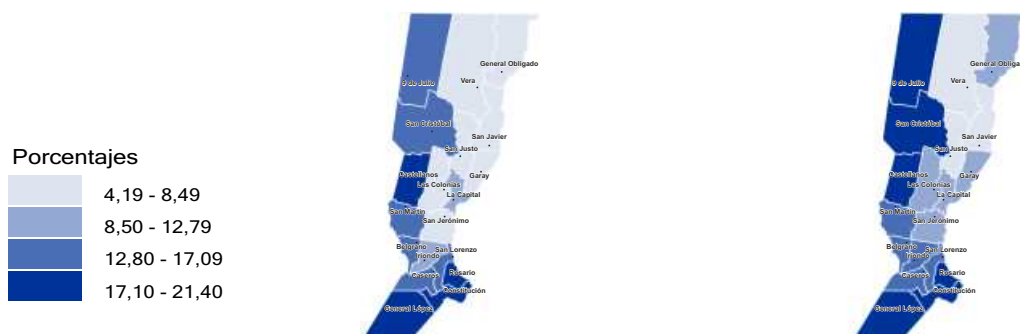 Porcentajes
4,19 - 8,49
8,50 - 12,79
12,80 - 17,09
17,10 - 21,40
General Obligado
9 de Julio
Vera
San Cristóbal
San Javier
San Justo
Castellanos
Garay
Las Colonias
La Capital
San Martín
San Jerónimo
Belgrano
San Lorenzo
Iriondo
Rosario
Caseros
Constitución
General López
General Obliga
9 de Julio
Vera
San Cristóbal
San Javier
San Justo
Castellanos
Garay
Las Colonias
La Capital
San Martín
San Jerónimo
Belgrano
San Lorenzo
Iriondo
Rosario
Caseros
Constitución
General López